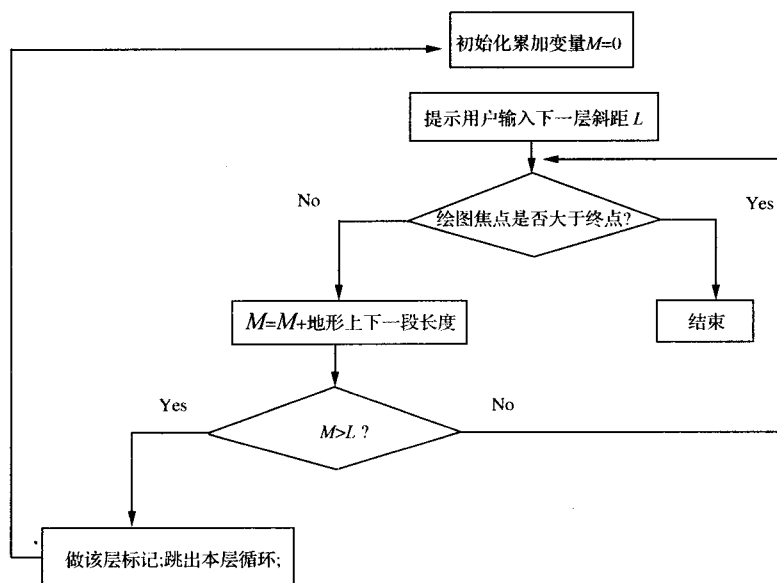 初始化累加变量M=0
提示用户输入下一层斜距 L
No
绘图焦点是否大于终点?
Yes
M=M+地形上下一段长度
结束
Yes
M>L ?
No
做该层标记;跳出本层循环;